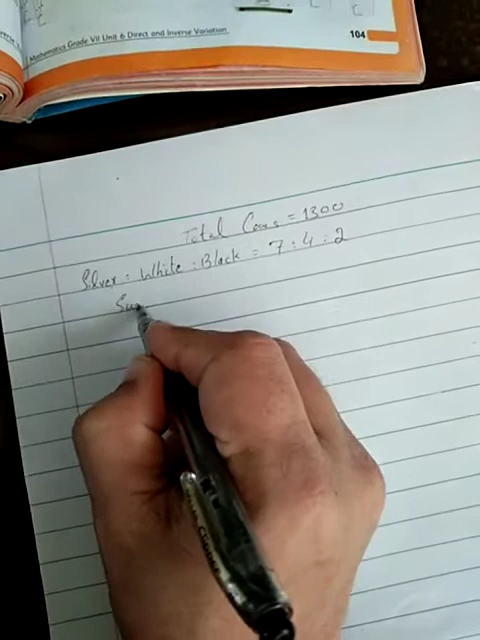 Mathematics Grade VII Unit 6 Direct and Inverse Variation
104
Total Cars = 1300
Silver : White : Black = 7 : 4 : 2
Su